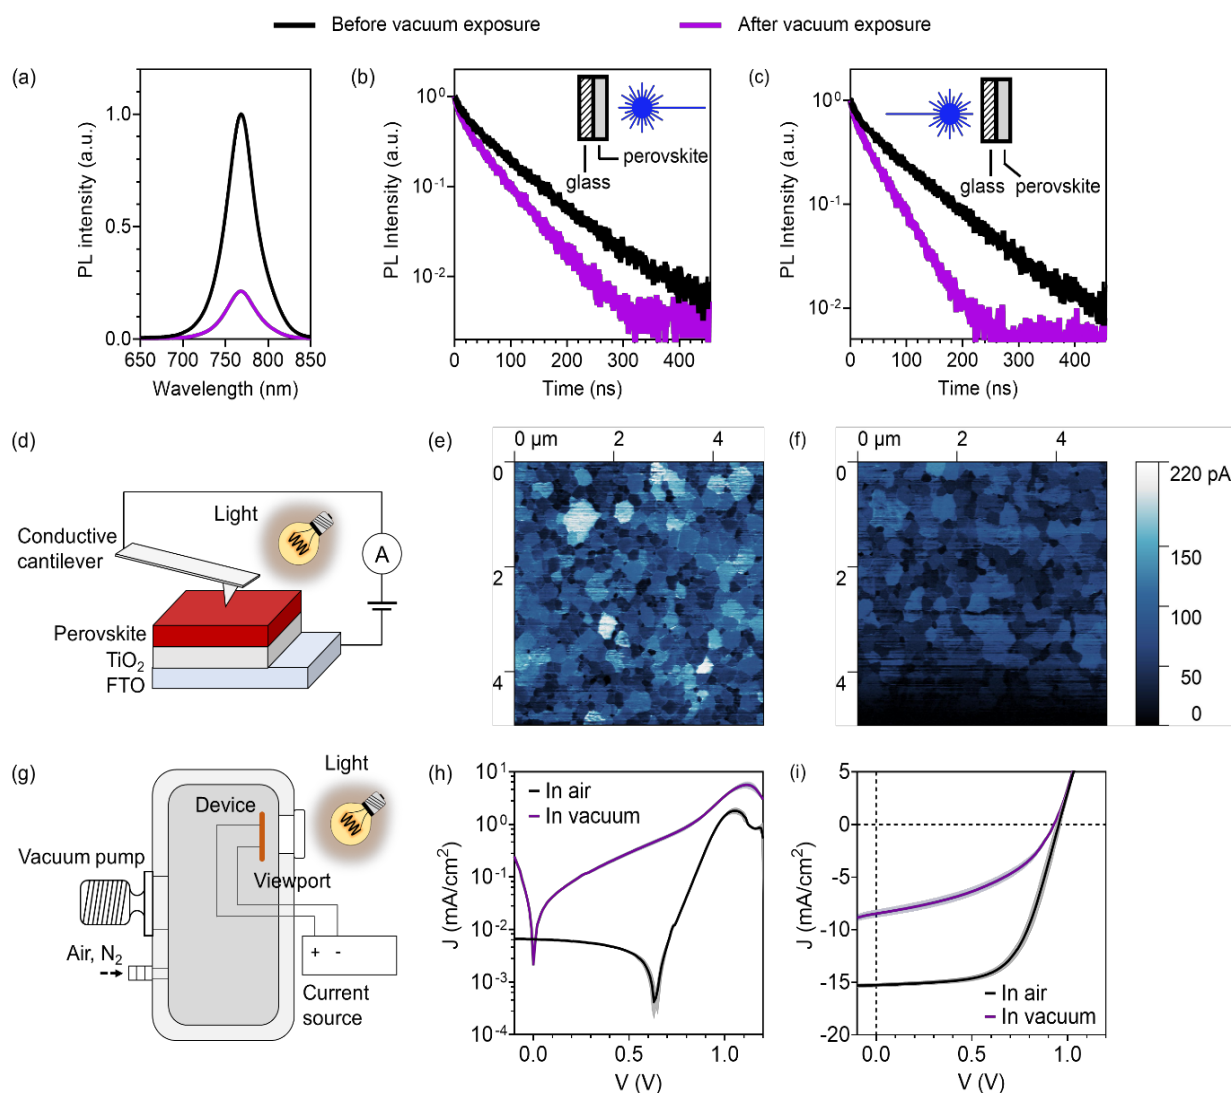 Before vacuum exposure
After vacuum exposure
(a)
PL intensity (a.u.)
1.0
0.5
0.0
650 700 750 800 850
Wavelength (nm)
(b)
PL Intensity (a.u.)
10⁰
10⁻¹
10⁻²
perovskite
glass
0 100 200 300 400
Time (ns)
(c)
PL Intensity (a.u.)
10⁰
10⁻¹
10⁻²
glass
perovskite
0 100 200 300 400
Time (ns)
(d)
Light
Conductive
cantilever
A
Perovskite
TiO₂
FTO
(e)
0 µm 2 4
0
2
4
(f)
0 µm 2 4
0
2
4
220 pA
150
100
50
0
(g)
Light
Device
Vacuum pump
Viewport
Air, N₂
+ -
Current
source
(h)
J (mA/cm²)
10¹
10⁰
10⁻¹
10⁻²
10⁻³
10⁻⁴
In air
In vacuum
0.0 0.5 1.0
V (V)
(i)
J (mA/cm²)
5
0
-5
-10
-15
-20
In air
In vacuum
0.0 0.5 1.0
V (V)